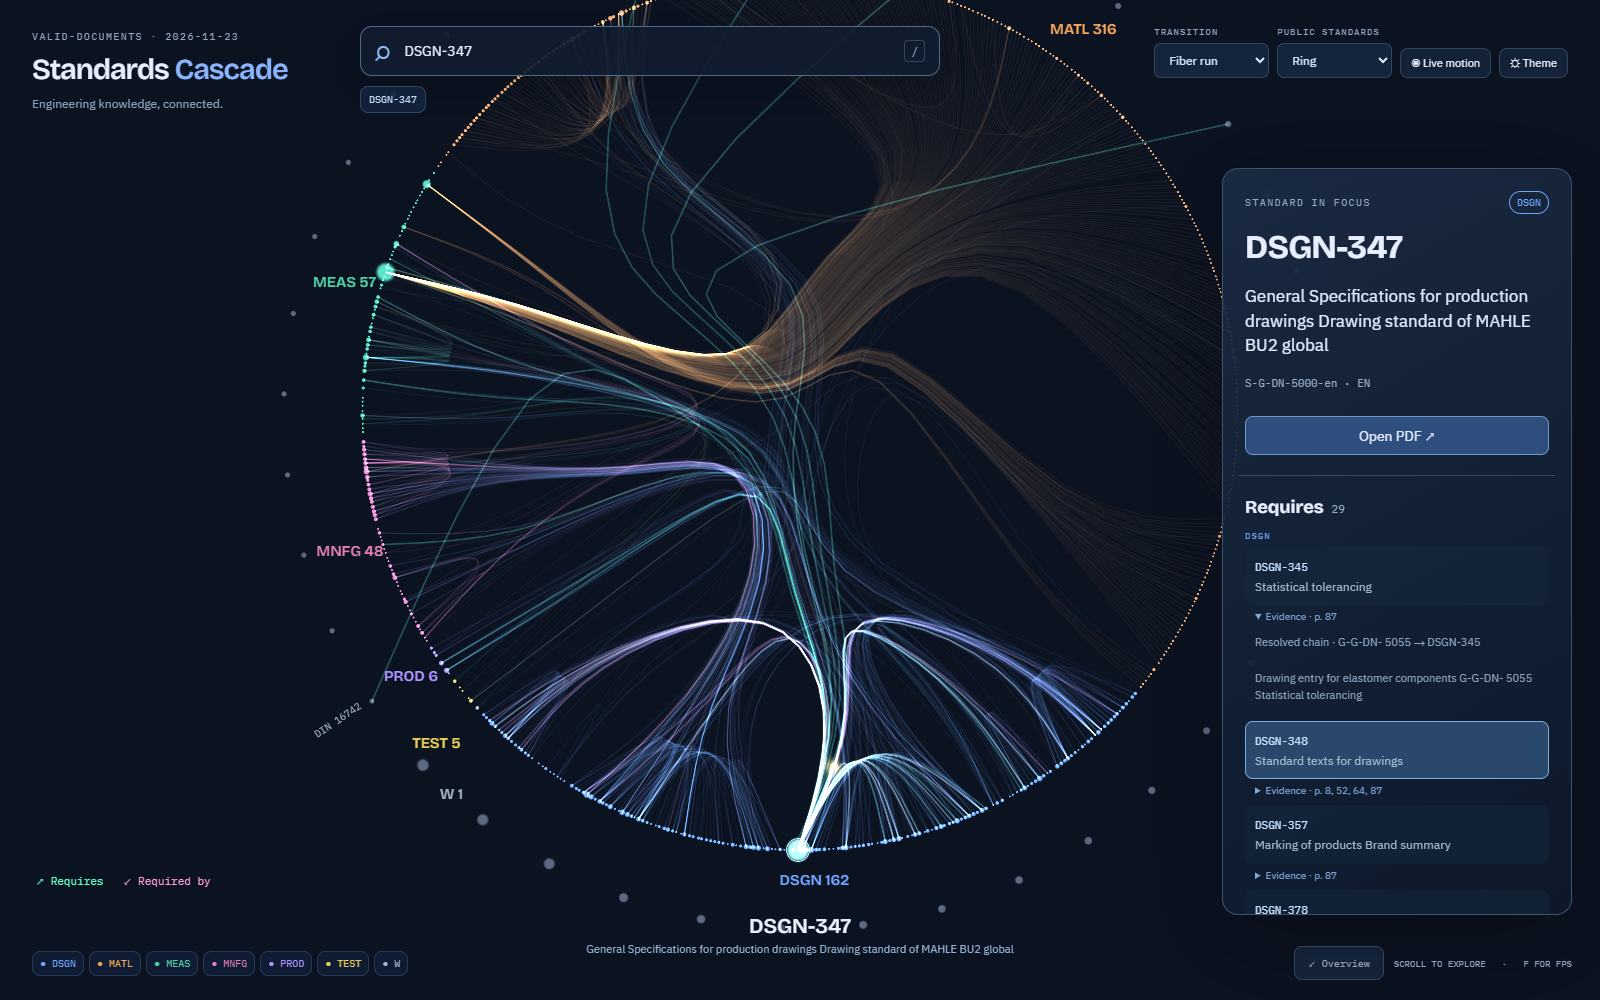 VALID-DOCUMENTS · 2026-11-23
Standards Cascade
Engineering knowledge, connected.
DSGN-347
/
DSGN-347
MATL 316
TRANSITION
PUBLIC STANDARDS
Fiber run
Ring
Live motion
Theme
STANDARD IN FOCUS
DSGN
DSGN-347
General Specifications for production
drawings Drawing standard of MAHLE
BU2 global
S-G-DN-5000-en · EN
Open PDF ↗
Requires 29
DSGN
DSGN-345
Statistical tolerancing
▼ Evidence · p. 87
Resolved chain · G-G-DN- 5055 → DSGN-345
Drawing entry for elastomer components G-G-DN- 5055
Statistical tolerancing
DSGN-348
Standard texts for drawings
▶ Evidence · p. 8, 52, 64, 87
DSGN-357
Marking of products Brand summary
▶ Evidence · p. 87
DSGN-378
MEAS 57
MNFG 48
PROD 6
DIN 16742
TEST 5
W 1
DSGN 162
DSGN-347
General Specifications for production drawings Drawing standard of MAHLE BU2 global
↗ Requires ↙ Required by
DSGN
MATL
MEAS
MNFG
PROD
TEST
W
↙ Overview
SCROLL TO EXPLORE · F FOR FPS